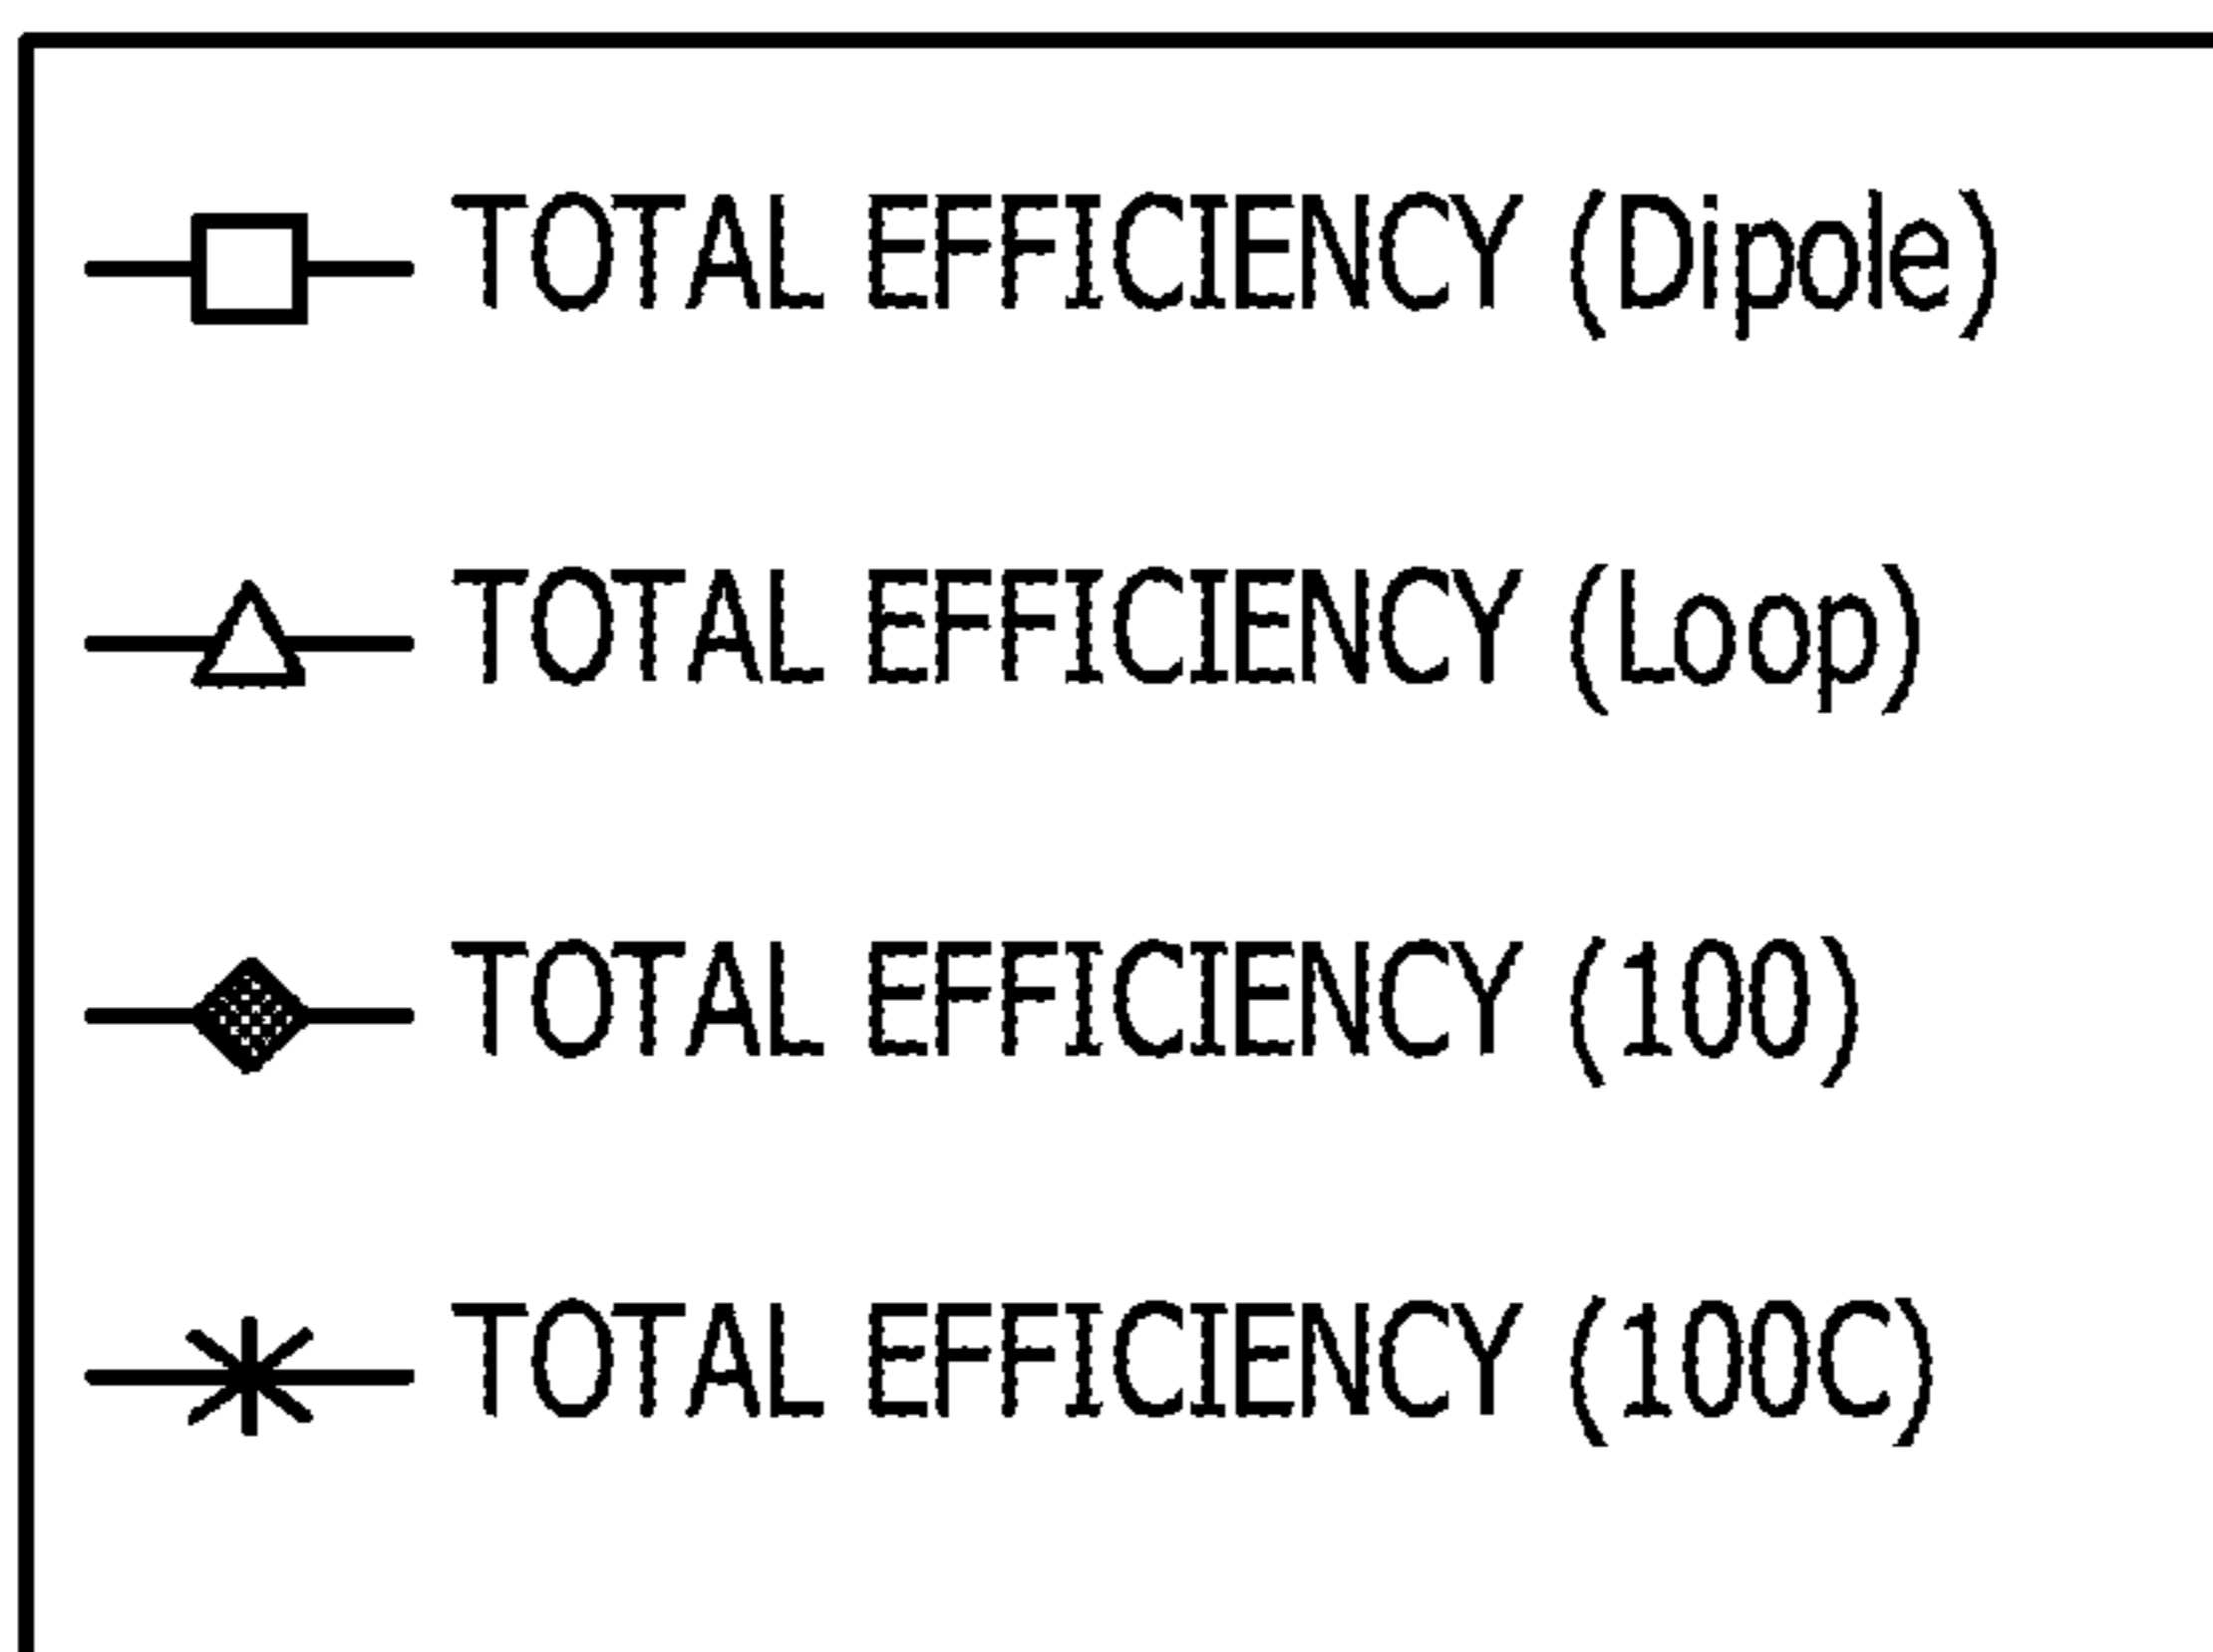 TOTAL EFFICIENCY (Dipole)
TOTAL EFFICIENCY (Loop)
TOTAL EFFICIENCY (100)
TOTAL EFFICIENCY (100C)